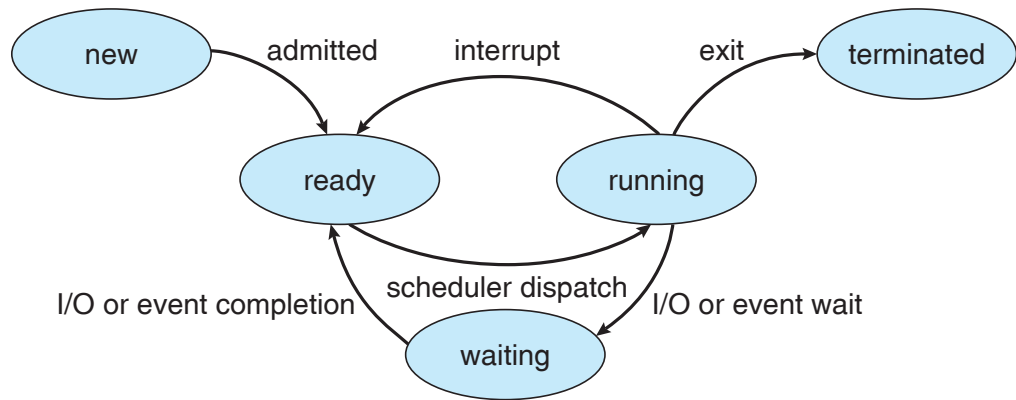 new
admitted
interrupt
exit
terminated
ready
running
I/O or event completion
scheduler dispatch
I/O or event wait
waiting